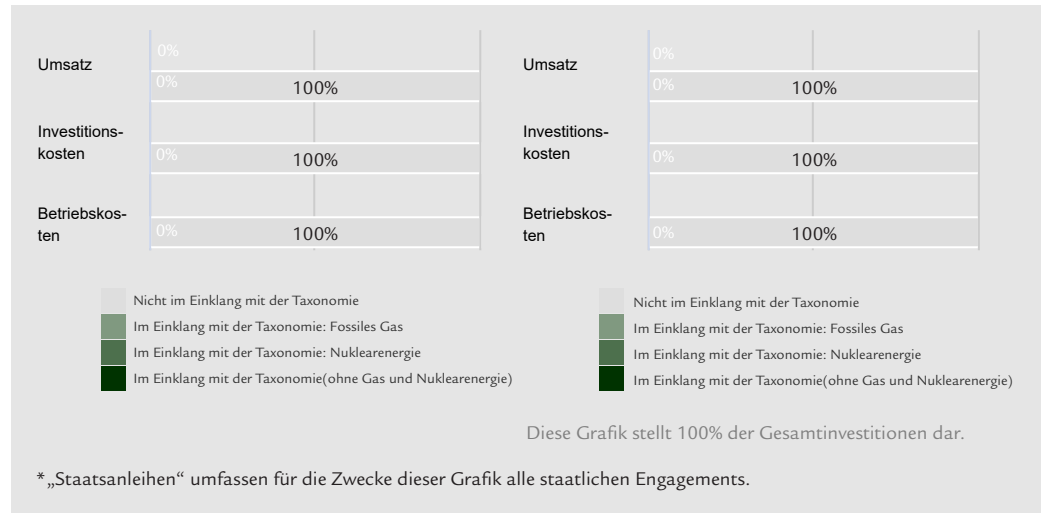 0%
Umsatz
0%
100%
Investitions-
kosten
0%
100%
Betriebskos-
ten
0%
100%
Nicht im Einklang mit der Taxonomie
Im Einklang mit der Taxonomie: Fossiles Gas
Im Einklang mit der Taxonomie: Nuklearenergie
Im Einklang mit der Taxonomie(ohne Gas und Nuklearenergie)
0%
Umsatz
0%
100%
Investitions-
kosten
0%
100%
Betriebskos-
ten
0%
100%
Nicht im Einklang mit der Taxonomie
Im Einklang mit der Taxonomie: Fossiles Gas
Im Einklang mit der Taxonomie: Nuklearenergie
Im Einklang mit der Taxonomie(ohne Gas und Nuklearenergie)
Diese Grafik stellt 100% der Gesamtinvestitionen dar.
*„Staatsanleihen“ umfassen für die Zwecke dieser Grafik alle staatlichen Engagements.